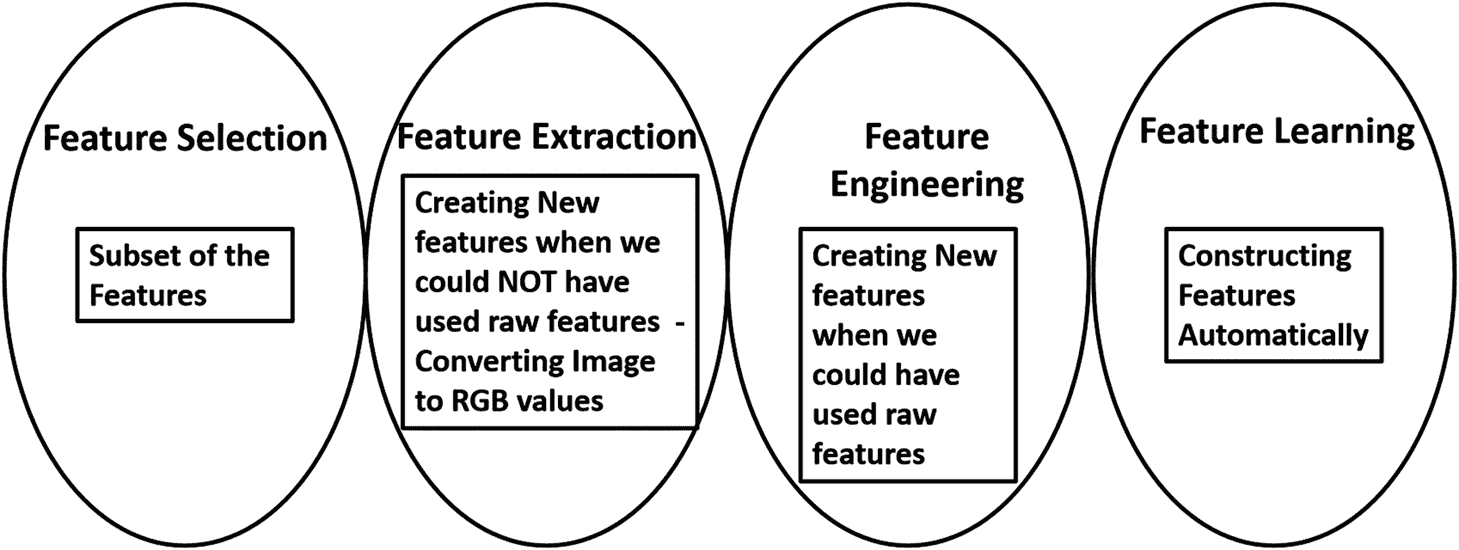 Feature Selection
Subset of the
Features
Feature Extraction
Creating New
features when we
could NOT have
used raw features -
Converting Image
to RGB values
Feature
Engineering
Creating New
features
when we
could have
used raw
features
Feature Learning
Constructing
Features
Automatically